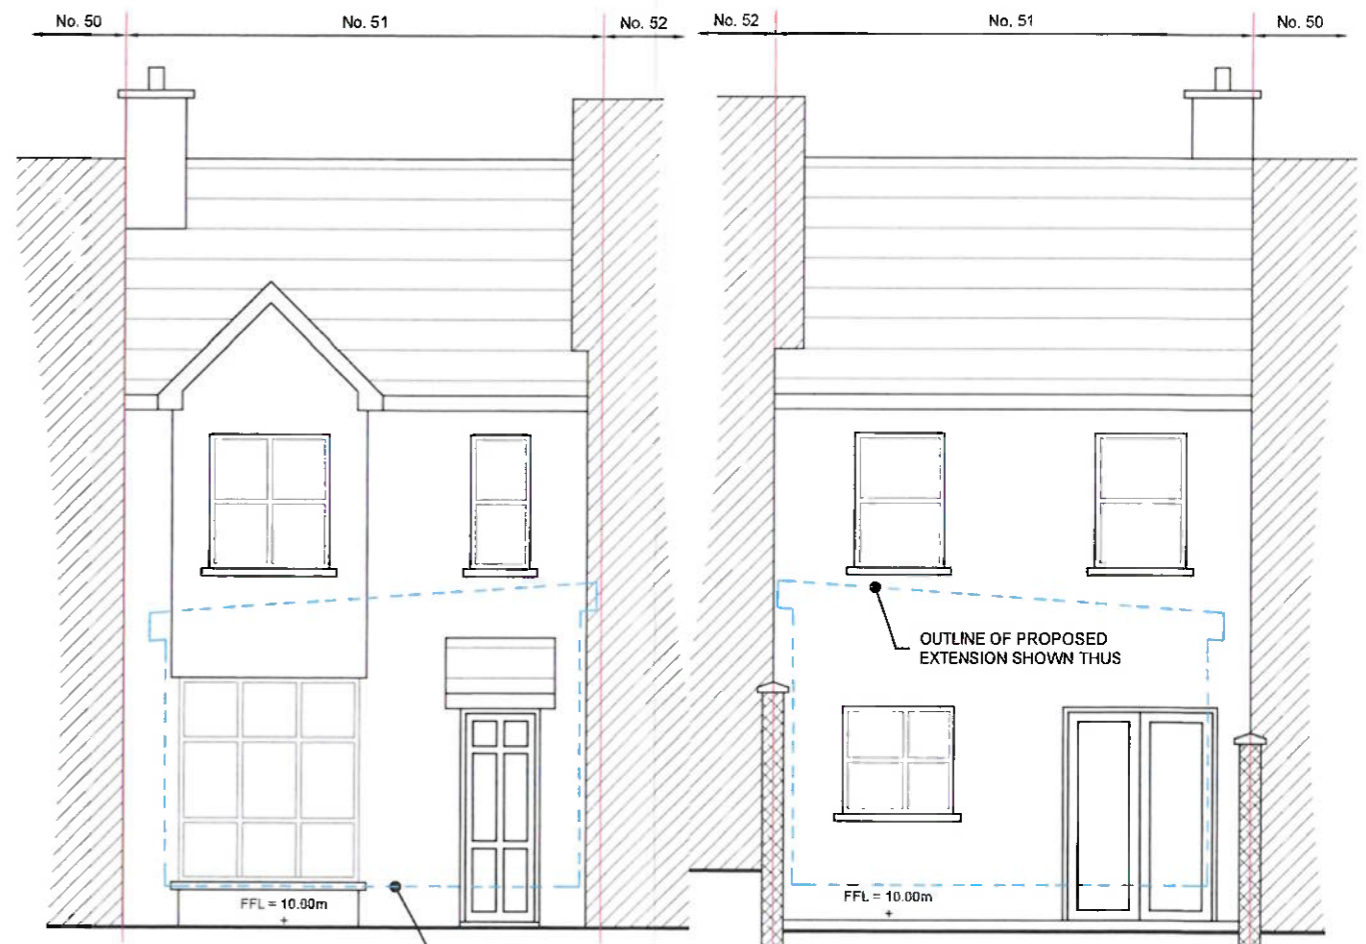 No. 50
No. 51
No. 52
No. 52
No. 51
No. 50
OUTLINE OF PROPOSED
EXTENSION SHOWN THUS
FFL = 10.00m
FFL = 10.00m